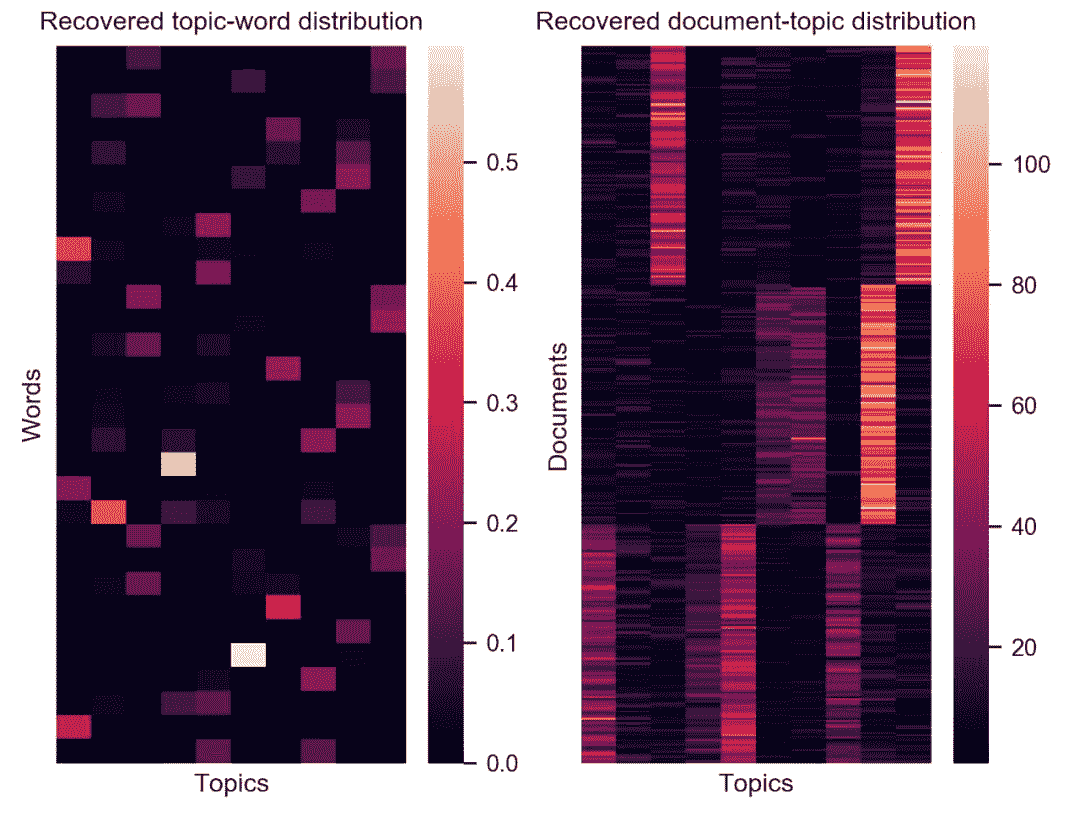 Recovered topic-word distribution
Words
Topics
0.5
0.4
0.3
0.2
0.1
0.0
Recovered document-topic distribution
Documents
Topics
100
80
60
40
20